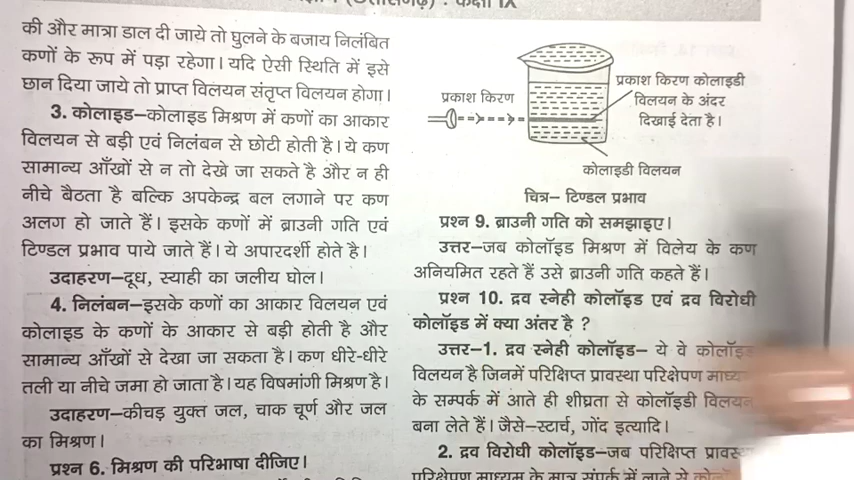 की और मात्रा डाल दी जाये तो घुलने के बजाय निलंबित
कणों के रूप में पड़ा रहेगा। यदि ऐसी स्थिति में इसे
छान दिया जाये तो प्राप्त विलयन संतृप्त विलयन होगा।
3. कोलाइड–कोलाइड मिश्रण में कणों का आकार
विलयन से बड़ी एवं निलंबन से छोटी होती है। ये कण
सामान्य आँखों से न तो देखे जा सकते है और न ही
नीचे बैठता है बल्कि अपकेन्द्र बल लगाने पर कण
अलग हो जाते हैं। इसके कणों में ब्राउनी गति एवं
टिण्डल प्रभाव पाये जाते हैं। ये अपारदर्शी होते है।
उदाहरण–दूध, स्याही का जलीय घोल।
4. निलंबन–इसके कणों का आकार विलयन एवं
कोलाइड के कणों के आकार से बड़ी होती है और
सामान्य आँखों से देखा जा सकता है। कण धीरे-धीरे
तली या नीचे जमा हो जाता है। यह विषमांगी मिश्रण है।
उदाहरण–कीचड़ युक्त जल, चाक चूर्ण और जल
का मिश्रण।
प्रश्न 6. मिश्रण की परिभाषा दीजिए।
(छत्तीसगढ़) : कक्षा IX
प्रकाश किरण
प्रकाश किरण कोलाइडी
विलयन के अंदर
दिखाई देता है।
कोलाइडी विलयन
चित्र– टिण्डल प्रभाव
प्रश्न 9. ब्राउनी गति को समझाइए।
उत्तर–जब कोलॉइड मिश्रण में विलेय के कण
अनियमित रहते हैं उसे ब्राउनी गति कहते हैं।
प्रश्न 10. द्रव स्नेही कोलॉइड एवं द्रव विरोधी
कोलॉइड में क्या अंतर है ?
उत्तर–1. द्रव स्नेही कोलॉइड– ये वे कोलॉइड
विलयन है जिनमें परिक्षिप्त प्रावस्था परिक्षेपण
के सम्पर्क में आते ही शीघ्रता से कोलॉइडी विलयन
बना लेते हैं। जैसे–स्टार्च, गोंद इत्यादि।
2. द्रव विरोधी कोलॉइड–जब परिक्षिप्त
परिक्षेपण माध्यम के मात्र संपर्क में लाने से